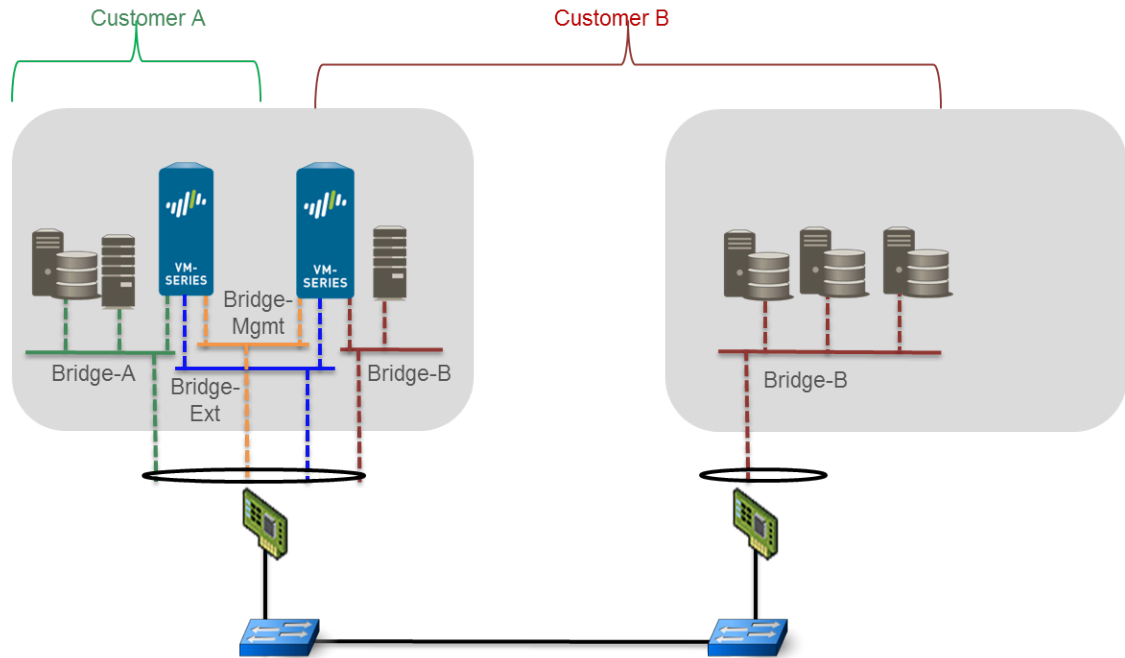 Customer A
Customer B
VM-
SERIES
VM-
SERIES
Bridge-
Mgmt
Bridge-A
Bridge-
Ext
Bridge-B
Bridge-B